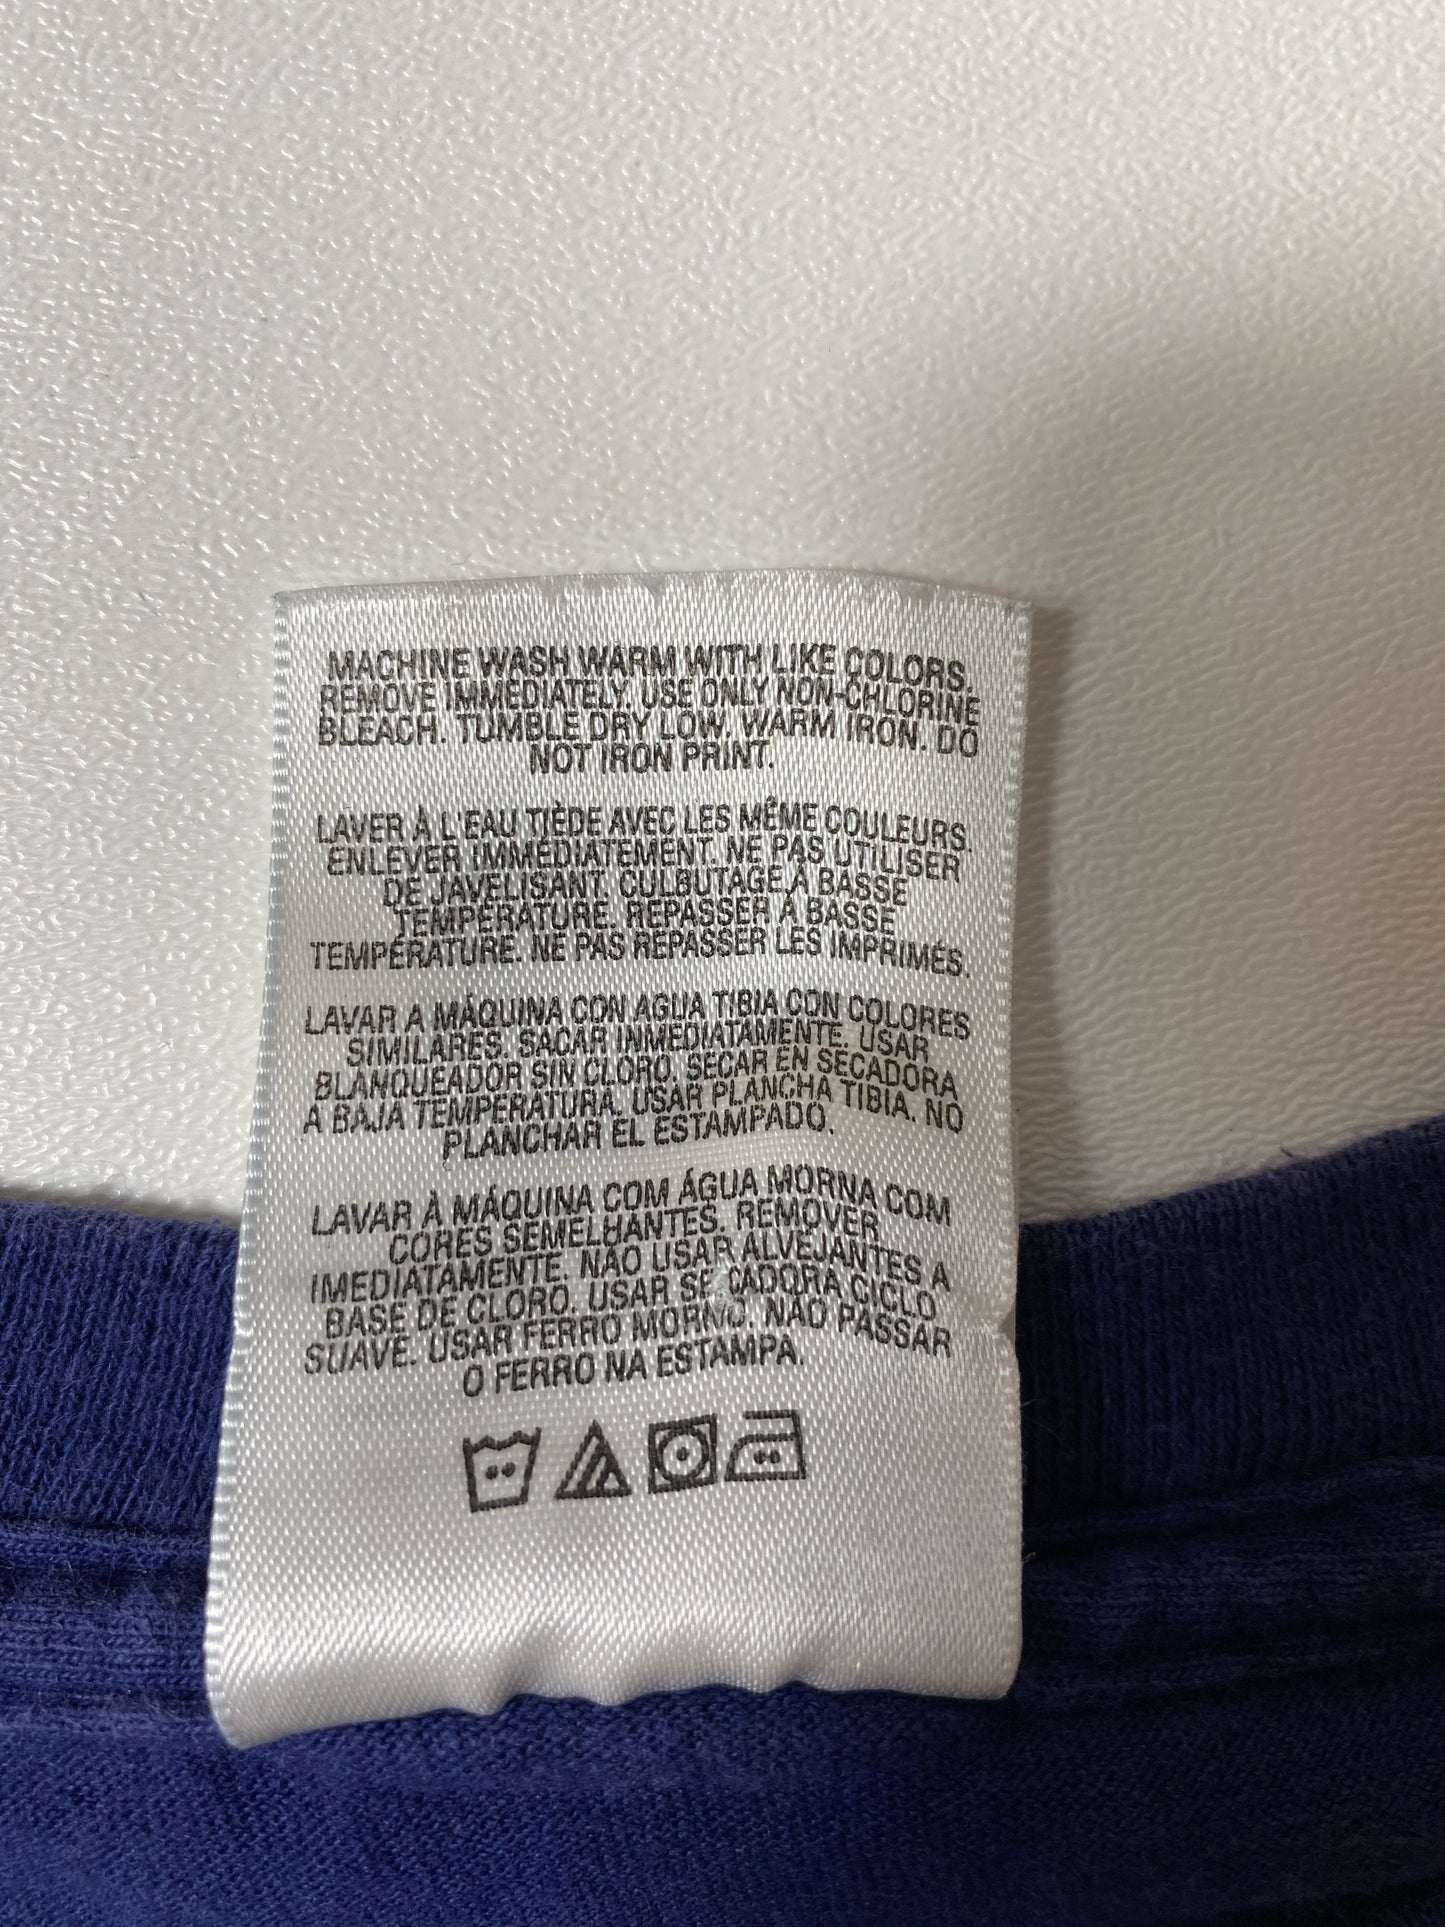 MACHINE WASH WARM WITH LIKE COLORS.
REMOVE IMMEDIATELY. USE ONLY NON-CHLORINE
BLEACH. TUMBLE DRY LOW. WARM IRON. DO
NOT IRON PRINT.
LAVER À L'EAU TIÈDE AVEC LES MÊME COULEURS.
ENLEVER IMMÉDIATEMENT. NE PAS UTILISER
DE JAVELISANT. CULBUTAGE À BASSE
TEMPÉRATURE. REPASSER À BASSE
TEMPÉRATURE. NE PAS REPASSER LES IMPRIMÉS.
LAVAR A MÁQUINA CON AGUA TIBIA CON COLORES
SIMILARES. SACAR INMEDIATAMENTE. USAR
BLANQUEADOR SIN CLORO. SECAR EN SECADORA
A BAJA TEMPERATURA. USAR PLANCHA TIBIA. NO
PLANCHAR EL ESTAMPADO.
LAVAR À MÁQUINA COM ÁGUA MORNA COM
CORES SEMELHANTES. REMOVER
IMEDIATAMENTE. NÃO USAR ALVEJANTES A
BASE DE CLORO. USAR SECADORA CICLO
SUAVE. USAR FERRO MORNO. NÃO PASSAR
O FERRO NA ESTAMPA.